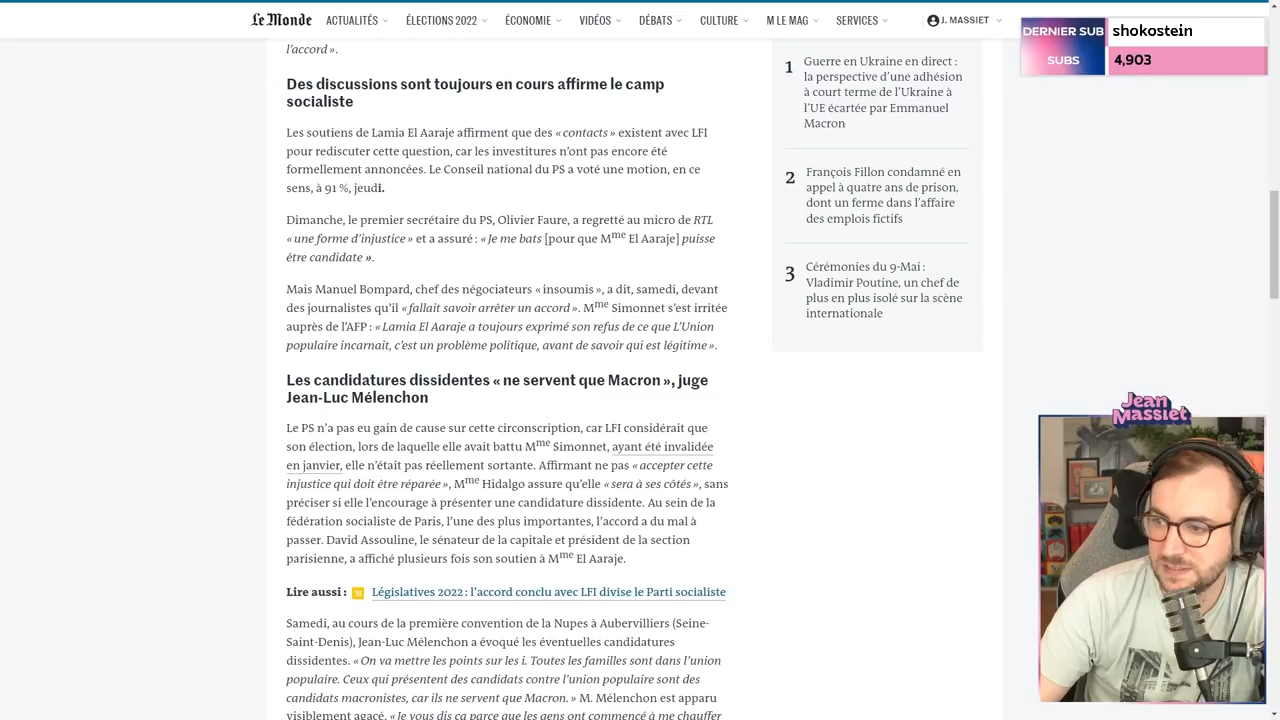 Le Monde
ACTUALITÉS
ÉLECTIONS 2022
ÉCONOMIE
VIDÉOS
DÉBATS
CULTURE
M LE MAG
SERVICES
J. MASSIET
l'accord ».
Des discussions sont toujours en cours affirme le camp
socialiste
Les soutiens de Lamia El Aaraje affirment que des « contacts » existent avec LFI
pour rediscuter cette question, car les investitures n'ont pas encore été
formellement annoncées. Le Conseil national du PS a voté une motion, en ce
sens, à 91 %, jeudi.
Dimanche, le premier secrétaire du PS, Olivier Faure, a regretté au micro de RTL
« une forme d'injustice » et a assuré : « Je me bats [pour que Mme El Aaraje] puisse
être candidate ».
Mais Manuel Bompard, chef des négociateurs « insoumis », a dit, samedi, devant
des journalistes qu'il « fallait savoir arrêter un accord ». Mme Simonnet s'est irritée
auprès de l'AFP : « Lamia El Aaraje a toujours exprimé son refus de ce que L'Union
populaire incarnait, c'est un problème politique, avant de savoir qui est légitime ».
Les candidatures dissidentes « ne servent que Macron », juge
Jean-Luc Mélenchon
Le PS n'a pas eu gain de cause sur cette circonscription, car LFI considérait que
son élection, lors de laquelle elle avait battu Mme Simonnet, ayant été invalidée
en janvier, elle n'était pas réellement sortante. Affirmant ne pas « accepter cette
injustice qui doit être réparée », Mme Hidalgo assure qu'elle « sera à ses côtés », sans
préciser si elle l'encourage à présenter une candidature dissidente. Au sein de la
fédération socialiste de Paris, l'une des plus importantes, l'accord a du mal à
passer. David Assouline, le sénateur de la capitale et président de la section
parisienne, a affiché plusieurs fois son soutien à Mme El Aaraje.
Lire aussi : Législatives 2022 : l'accord conclu avec LFI divise le Parti socialiste
Samedi, au cours de la première convention de la Nupes à Aubervilliers (Seine-
Saint-Denis), Jean-Luc Mélenchon a évoqué les éventuelles candidatures
dissidentes. « On va mettre les points sur les i. Toutes les familles sont dans l'union
populaire. Ceux qui présentent des candidats contre l'union populaire sont des
candidats macronistes, car ils ne servent que Macron. » M. Mélenchon est apparu
visiblement agacé. « Je vous dis ça parce que les gens ont commencé à me chauffer
1 Guerre en Ukraine en direct :
la perspective d'une adhésion
à court terme de l'Ukraine à
l'UE écartée par Emmanuel
Macron
2 François Fillon condamné en
appel à quatre ans de prison,
dont un ferme dans l'affaire
des emplois fictifs
3 Cérémonies du 9-Mai :
Vladimir Poutine, un chef de
plus en plus isolé sur la scène
internationale
DERNIER SUB shokostein
SUBS 4,903
Jean
Massiet